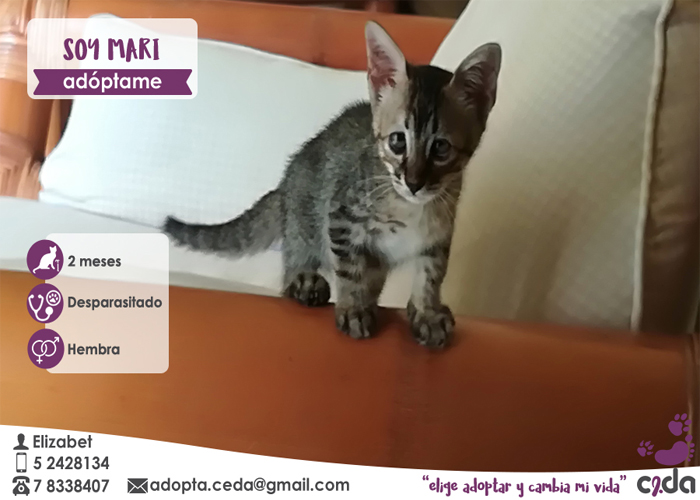 SOY MARI
adóptame
2 meses
Desparasitado
Hembra
Elizabet
5 2428134
7 8338407
adopta.ceda@gmail.com
“elige adoptar y cambia mi vida”
ceda